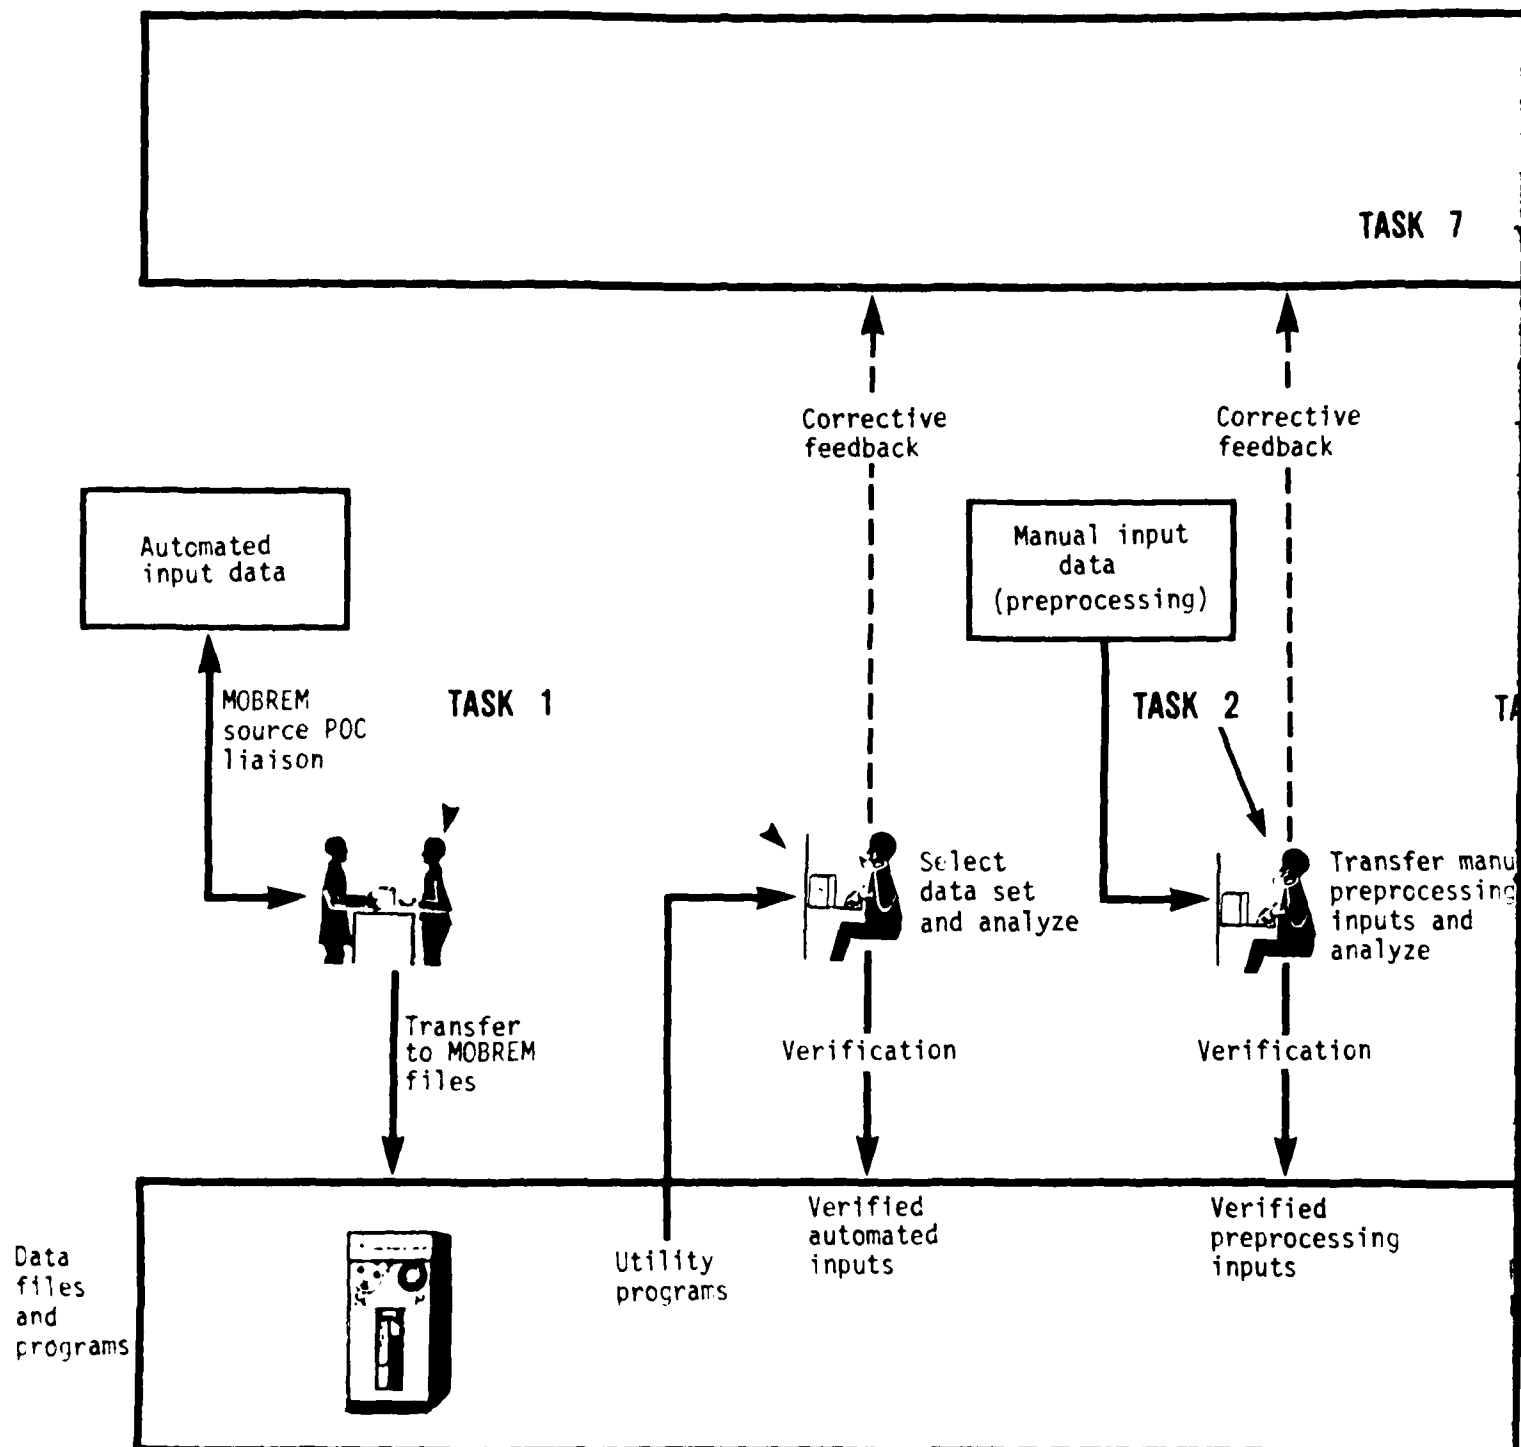 TASK 7
Corrective
feedback
Corrective
feedback
Automated
input data
Manual input
data
(preprocessing)
MOBREM
source POC
liaison
TASK 1
TASK 2
Select
data set
and analyze
Transfer manu
preprocessing
inputs and
analyze
Transfer
to MOBREM
files
Verification
Verification
Data
files
and
programs
Utility
programs
Verified
automated
inputs
Verified
preprocessing
inputs